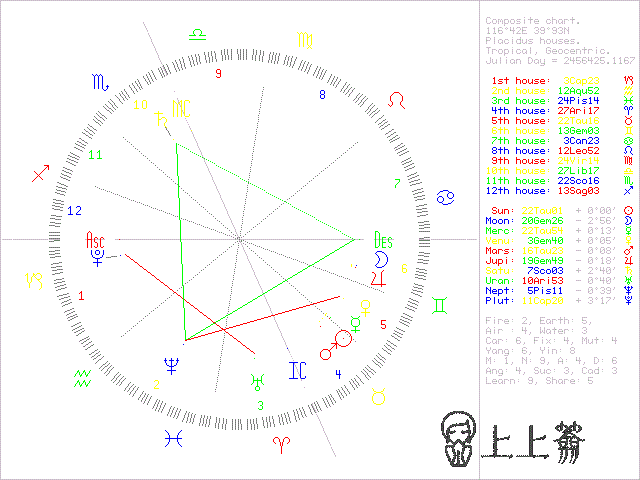 Composite chart.
116°42E 39°93N
Placidus houses.
Tropical, Geocentric.
Julian Day = 2456425.1167
1st house: 3Cap23
2nd house: 12Aqu52
3rd house: 24Pis14
4th house: 27Ari17
5th house: 22Tau16
6th house: 13Gem03
7th house: 3Can23
8th house: 12Leo52
9th house: 24Vir14
10th house: 27Lib17
11th house: 22Sco16
12th house: 13Sag03
Sun: 22Tau01 + 0°00'
Moon: 20Gem26 - 2°56'
Merc: 22Tau54 + 0°13'
Venu: 3Gem40 + 0°05'
Mars: 16Tau23 - 0°08'
Jupi: 19Gem49 - 0°18'
Satu: 7Sco03 + 2°40'
Uran: 10Ari53 - 0°40'
Nept: 5Pis11 - 0°39'
Plut: 11Cap20 + 3°17'
Fire: 2, Earth: 5,
Air : 4, Water: 3
Car: 6, Fix: 4, Mut: 4
Yang: 6, Yin: 8
M: 1, N: 9, A: 4, D: 6
Ang: 4, Suc: 3, Cad: 3
Learn: 9, Share: 5
9
8
10
MC
11
7
12
Asc
Des
6
1
5
2
IC
4
3
上上